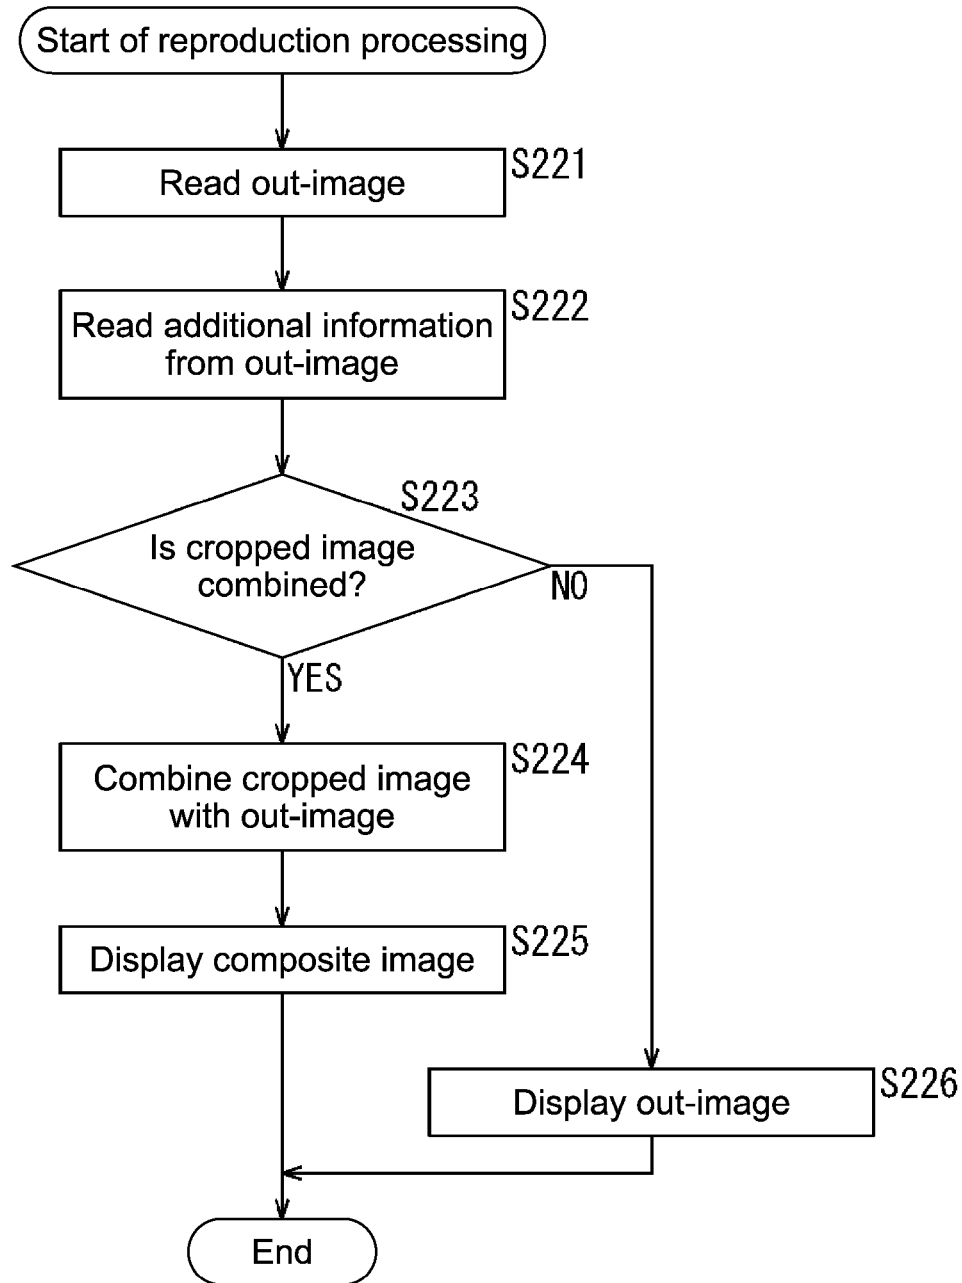 Start of reproduction processing
S221
Read out-image
S222
Read additional information
from out-image
S223
Is cropped image
combined?
NO
YES
S224
Combine cropped image
with out-image
S225
Display composite image
S226
Display out-image
End